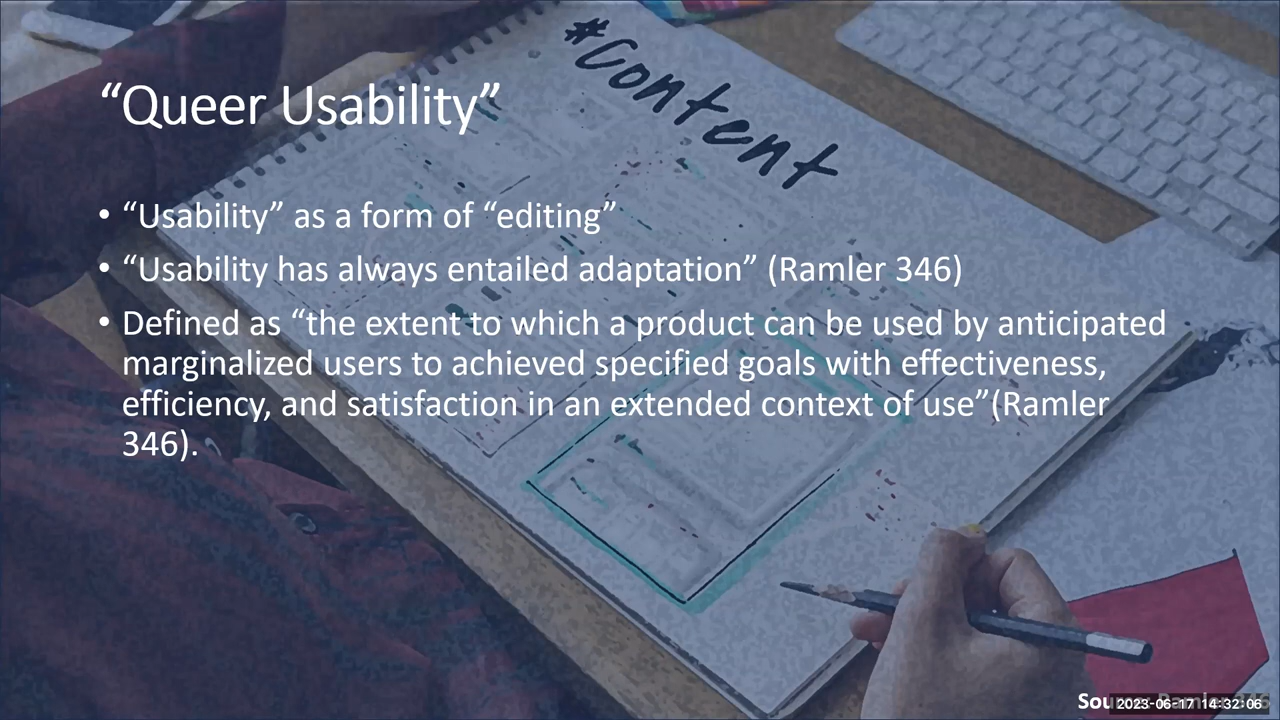 #Content
“Queer Usability”
• “Usability” as a form of “editing”
• “Usability has always entailed adaptation” (Ramler 346)
• Defined as “the extent to which a product can be used by anticipated
marginalized users to achieved specified goals with effectiveness,
efficiency, and satisfaction in an extended context of use”(Ramler
346).
2023-06-17 14:32:06